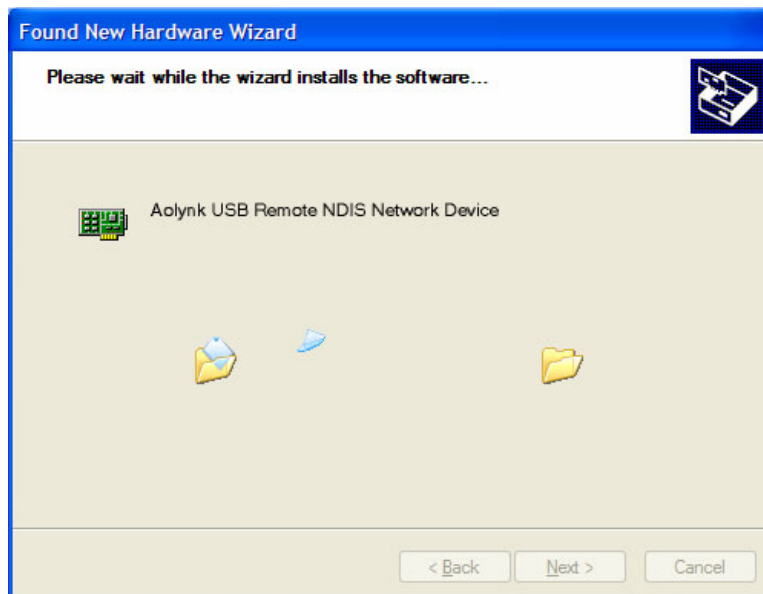 Found New Hardware Wizard
Please wait while the wizard installs the software...
Aolynk USB Remote NDIS Network Device
< Back
Next >
Cancel